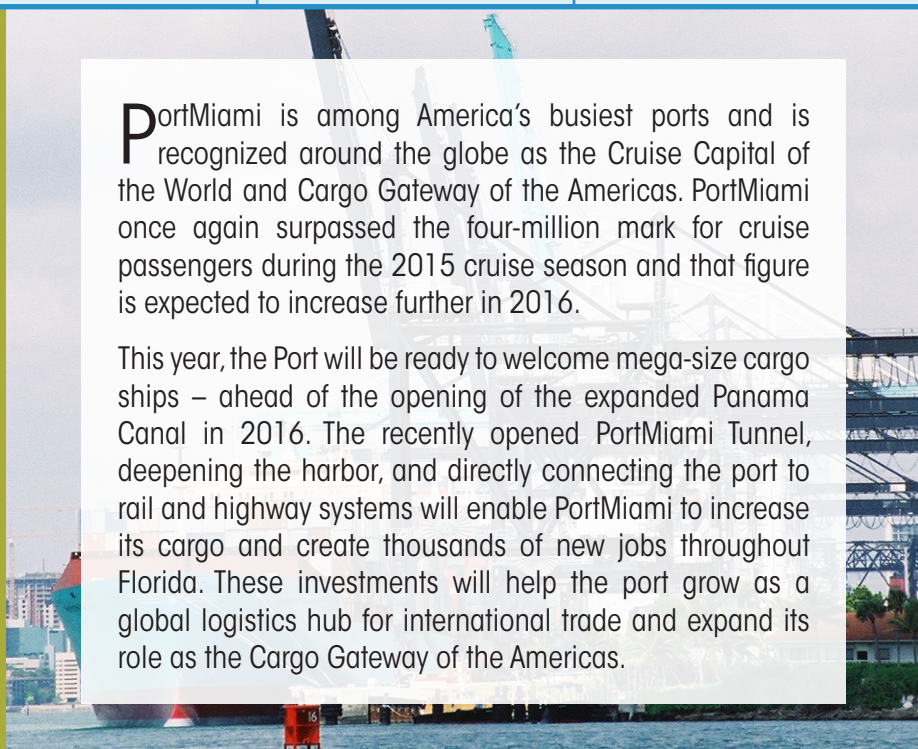 PortMiami is among America's busiest ports and is
recognized around the globe as the Cruise Capital of
the World and Cargo Gateway of the Americas. PortMiami
once again surpassed the four-million mark for cruise
passengers during the 2015 cruise season and that figure
is expected to increase further in 2016.
This year, the Port will be ready to welcome mega-size cargo
ships – ahead of the opening of the expanded Panama
Canal in 2016. The recently opened PortMiami Tunnel,
deepening the harbor, and directly connecting the port to
rail and highway systems will enable PortMiami to increase
its cargo and create thousands of new jobs throughout
Florida. These investments will help the port grow as a
global logistics hub for international trade and expand its
role as the Cargo Gateway of the Americas.
16